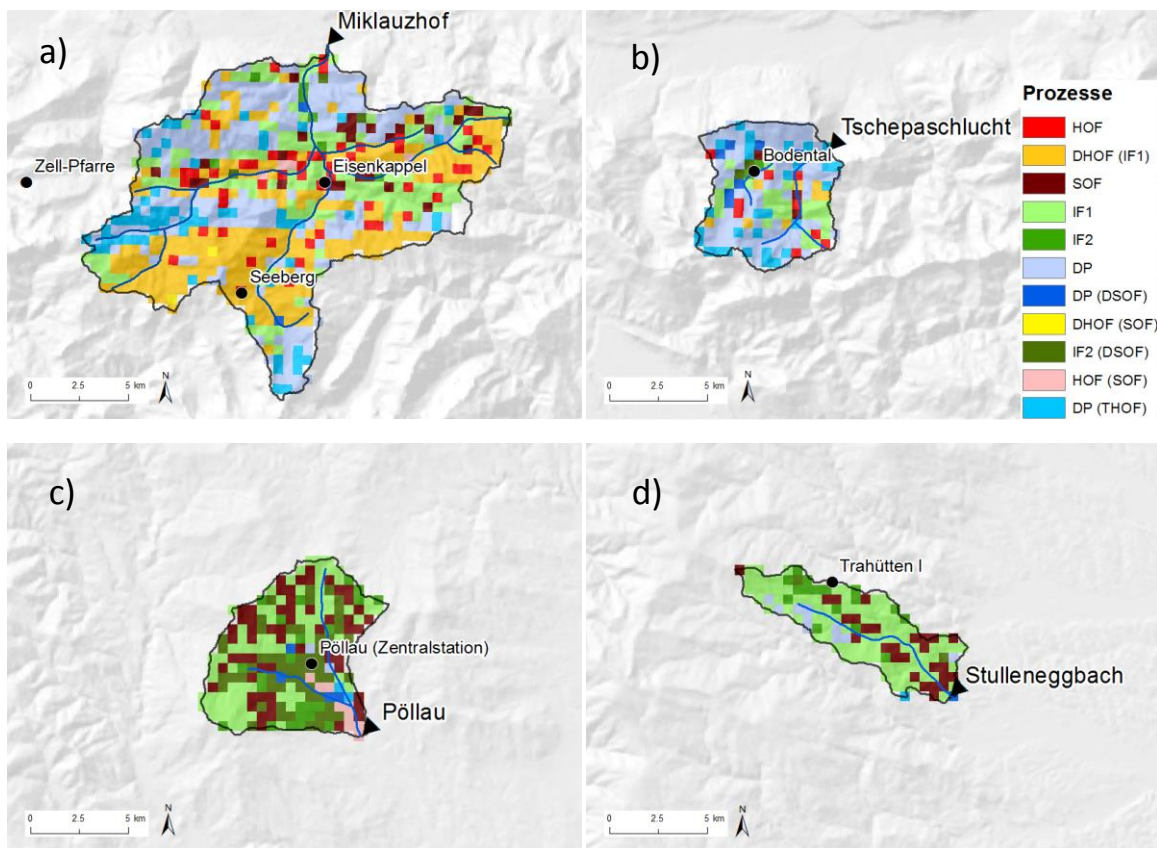 a)
Miklauzhof
Zell-Pfarre
Eisenkappel
Seeberg
0 2.5 5 km
N
b)
Tschepaschlucht
Bodental
0 2.5 5 km
N
Prozesse
HOF
DHOF (IF1)
SOF
IF1
IF2
DP
DP (DSOF)
DHOF (SOF)
IF2 (DSOF)
HOF (SOF)
DP (THOF)
c)
Pöllau (Zentralstation)
Pöllau
0 2.5 5 km
N
d)
Trahütten I
Stulleneggbach
0 2.5 5 km
N